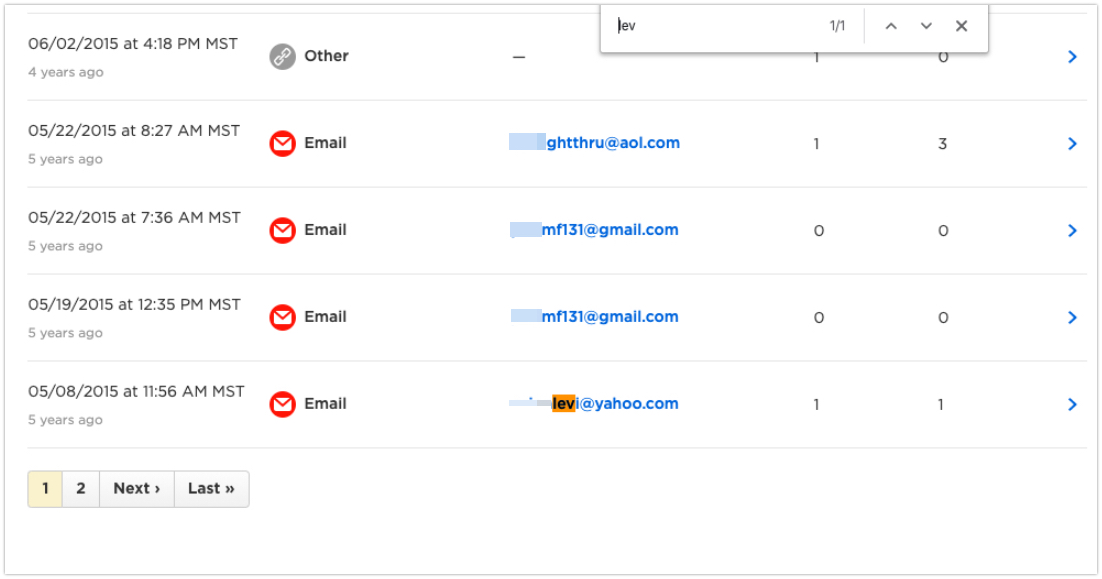 lev 1/1
06/02/2015 at 4:18 PM MST Other — 1 0
4 years ago
05/22/2015 at 8:27 AM MST Email ghtthru@aol.com 1 3
5 years ago
05/22/2015 at 7:36 AM MST Email mf131@gmail.com 0 0
5 years ago
05/19/2015 at 12:35 PM MST Email mf131@gmail.com 0 0
5 years ago
05/08/2015 at 11:56 AM MST Email levi@yahoo.com 1 1
5 years ago
1 2 Next › Last »